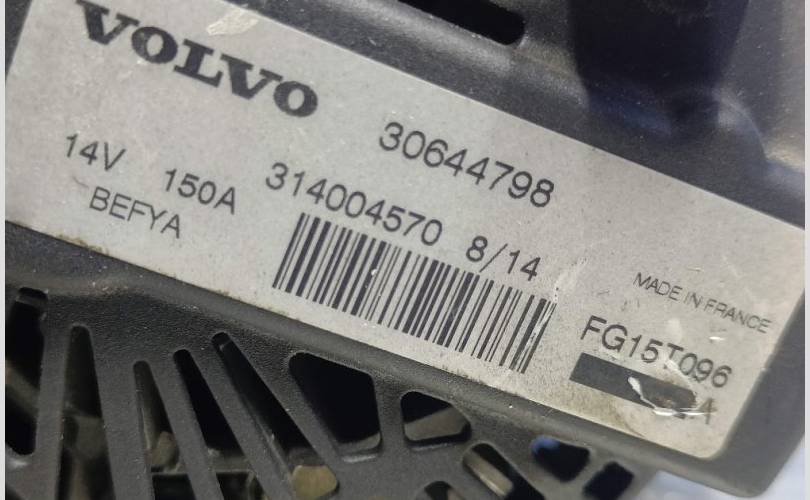 VOLVO
30644798
14V 150A 314004570 8/14
BEFYA
MADE IN FRANCE
FG15T096